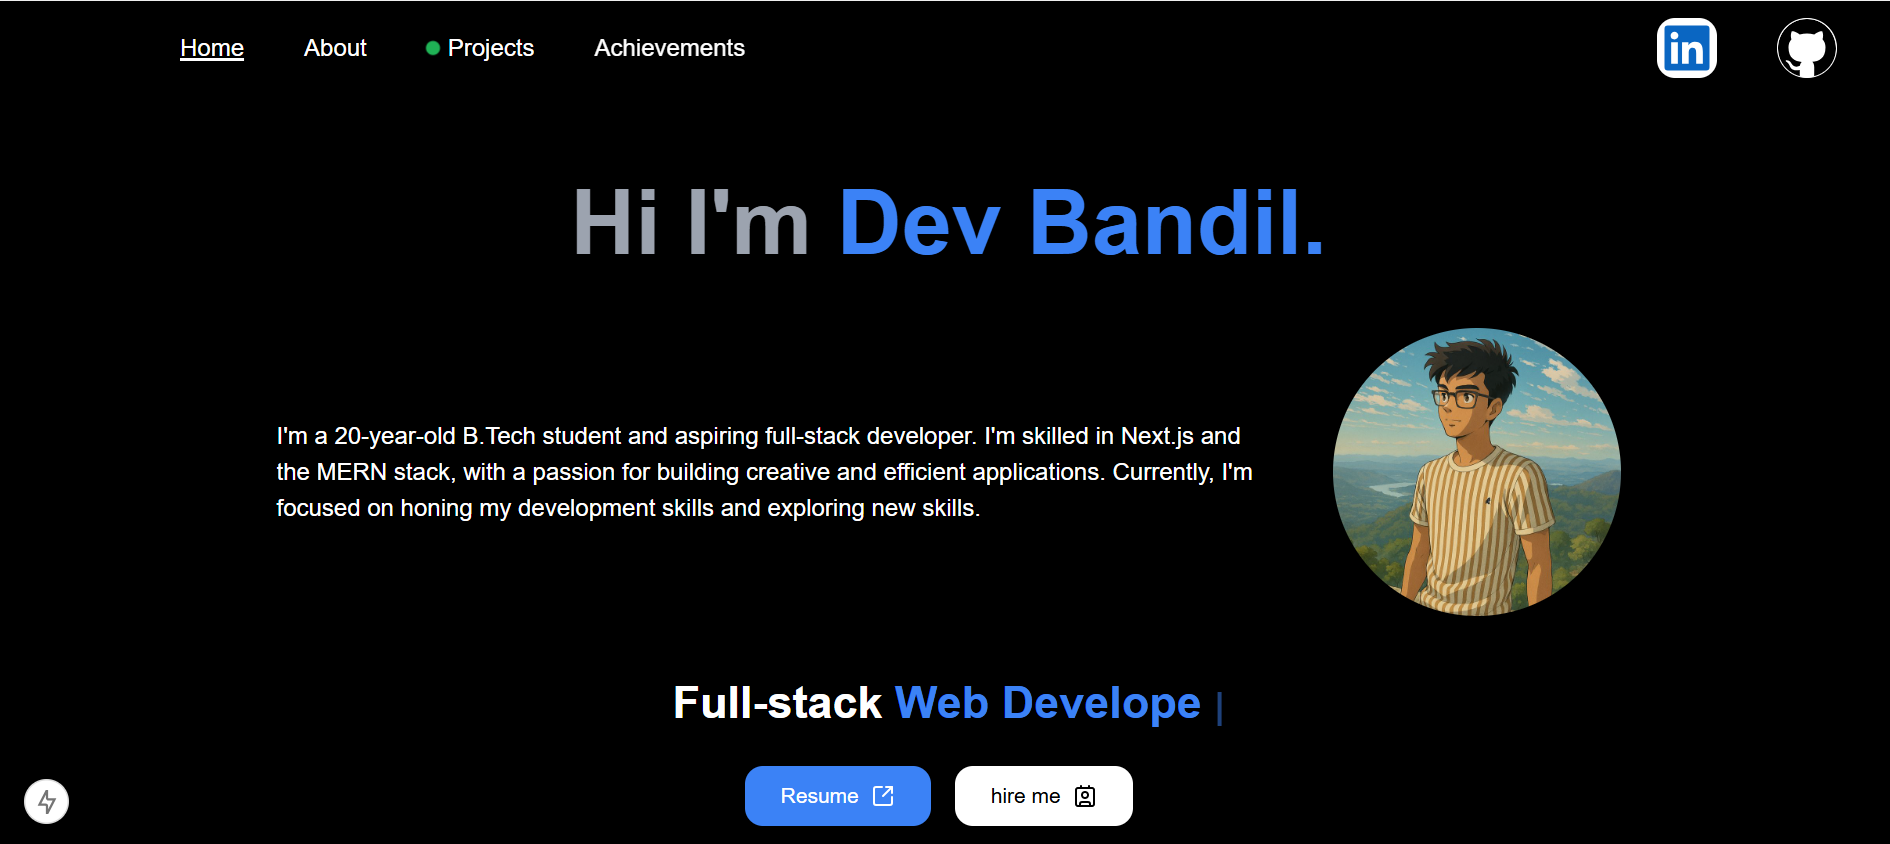 Home About Projects Achievements in
Hi I'm Dev Bandil.
I'm a 20-year-old B.Tech student and aspiring full-stack developer. I'm skilled in Next.js and
the MERN stack, with a passion for building creative and efficient applications. Currently, I'm
focused on honing my development skills and exploring new skills.
Full-stack Web Develope |
Resume hire me